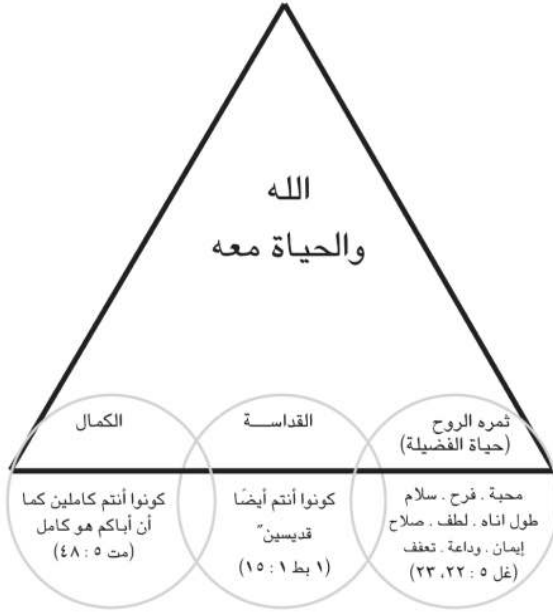 الله
والحياة معه
ثمره الروح
(حياة الفضيلة)
محبة . فرح . سلام
طول اناه . لطف . صلاح
إيمان . وداعة . تعفف
(غل ٥ : ٢٢، ٢٣)
القداســـة
كونوا أنتم أيضًا
قديسين"
(١ بط ١ : ١٥)
الكمال
كونوا أنتم كاملين كما
أن أباكم هو كامل
(مت ٥ : ٤٨)